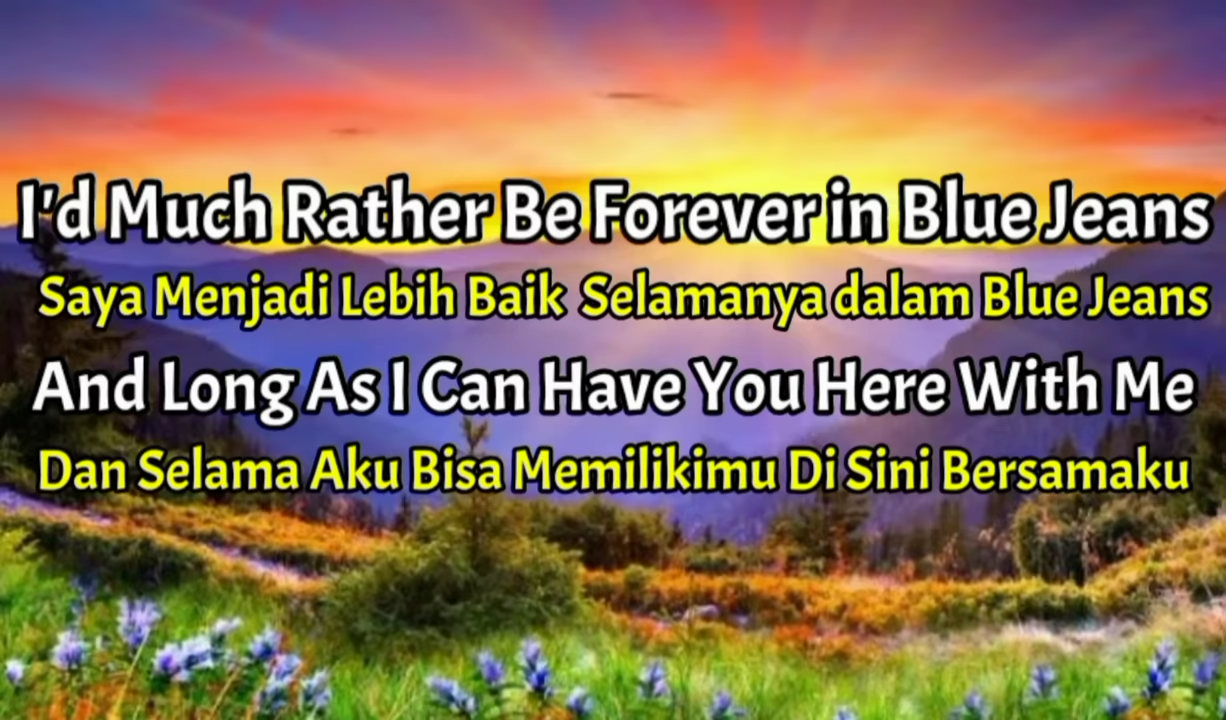 I'd Much Rather Be Forever in Blue Jeans
Saya Menjadi Lebih Baik Selamanya dalam Blue Jeans
And Long As I Can Have You Here With Me
Dan Selama Aku Bisa Memilikimu Di Sini Bersamaku